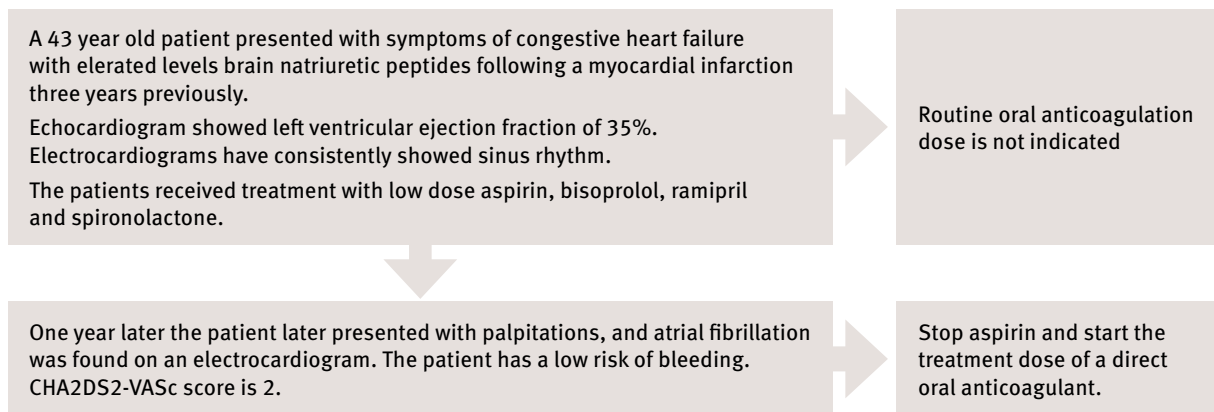 A 43 year old patient presented with symptoms of congestive heart failure
with elerated levels brain natriuretic peptides following a myocardial infarction
three years previously.
Echocardiogram showed left ventricular ejection fraction of 35%.
Electrocardiograms have consistently showed sinus rhythm.
The patients received treatment with low dose aspirin, bisoprolol, ramipril
and spironolactone.
Routine oral anticoagulation
dose is not indicated
One year later the patient later presented with palpitations, and atrial fibrillation
was found on an electrocardiogram. The patient has a low risk of bleeding.
CHA2DS2-VASc score is 2.
Stop aspirin and start the
treatment dose of a direct
oral anticoagulant.